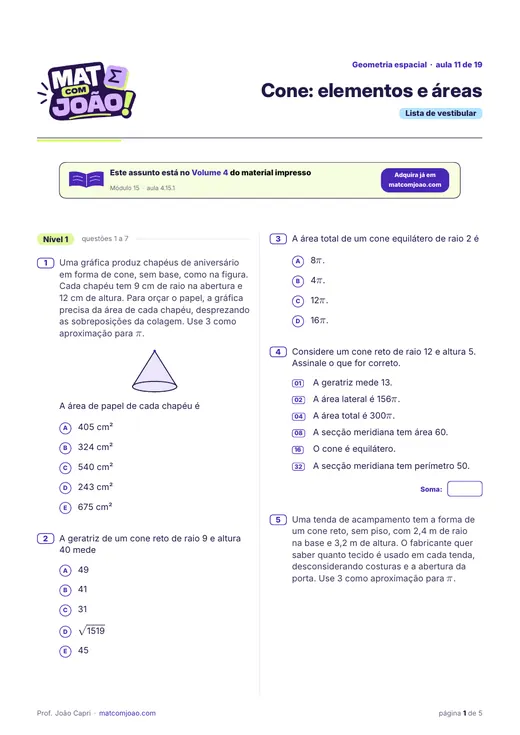 MAT
COM
JOÃO!
Σ
Geometria espacial · aula 11 de 19
Cone: elementos e áreas
Lista de vestibular
Este assunto está no Volume 4 do material impresso
Módulo 15 · aula 4.15.1
Adquira já em
matcomjoao.com
Nível 1 questões 1 a 7
1 Uma gráfica produz chapéus de aniversário
em forma de cone, sem base, como na figura.
Cada chapéu tem 9 cm de raio na abertura e
12 cm de altura. Para orçar o papel, a gráfica
precisa da área de cada chapéu, desprezando
as sobreposições da colagem. Use 3 como
aproximação para π.
A área de papel de cada chapéu é
A 405 cm²
B 324 cm²
C 540 cm²
D 243 cm²
E 675 cm²
2 A geratriz de um cone reto de raio 9 e altura
40 mede
A 49
B 41
C 31
D √1519
E 45
3 A área total de um cone equilátero de raio 2 é
A 8π.
B 4π.
C 12π.
D 16π.
4 Considere um cone reto de raio 12 e altura 5.
Assinale o que for correto.
01 A geratriz mede 13.
02 A área lateral é 156π.
04 A área total é 300π.
08 A secção meridiana tem área 60.
16 O cone é equilátero.
32 A secção meridiana tem perímetro 50.
Soma:
5 Uma tenda de acampamento tem a forma de
um cone reto, sem piso, com 2,4 m de raio
na base e 3,2 m de altura. O fabricante quer
saber quanto tecido é usado em cada tenda,
desconsiderando costuras e a abertura da
porta. Use 3 como aproximação para π.
Prof. João Capri · matcomjoao.com
página 1 de 5